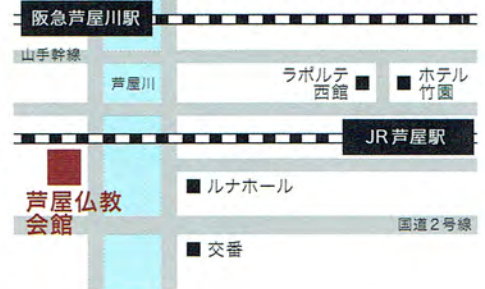 阪急芦屋川駅
山手幹線
芦屋川
ラポルテ
西館
ホテル
竹園
JR芦屋駅
芦屋仏教
会館
ルナホール
国道2号線
交番